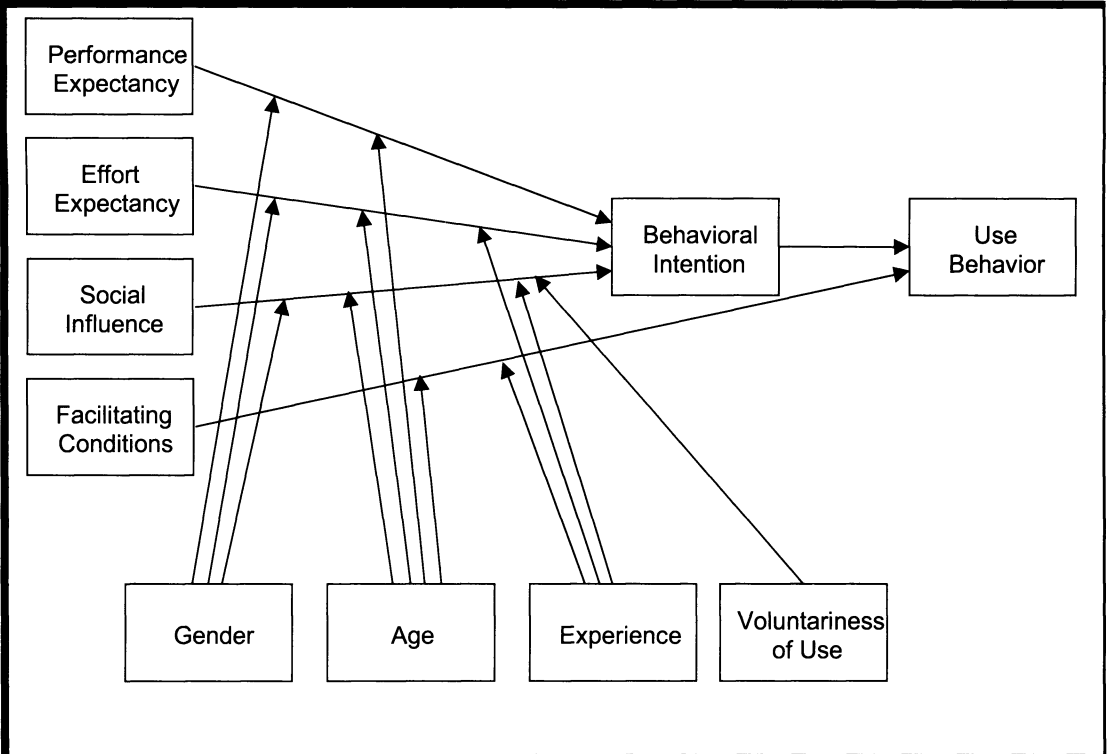 Performance
Expectancy
Effort
Expectancy
Social
Influence
Facilitating
Conditions
Behavioral
Intention
Use
Behavior
Gender
Age
Experience
Voluntariness
of Use